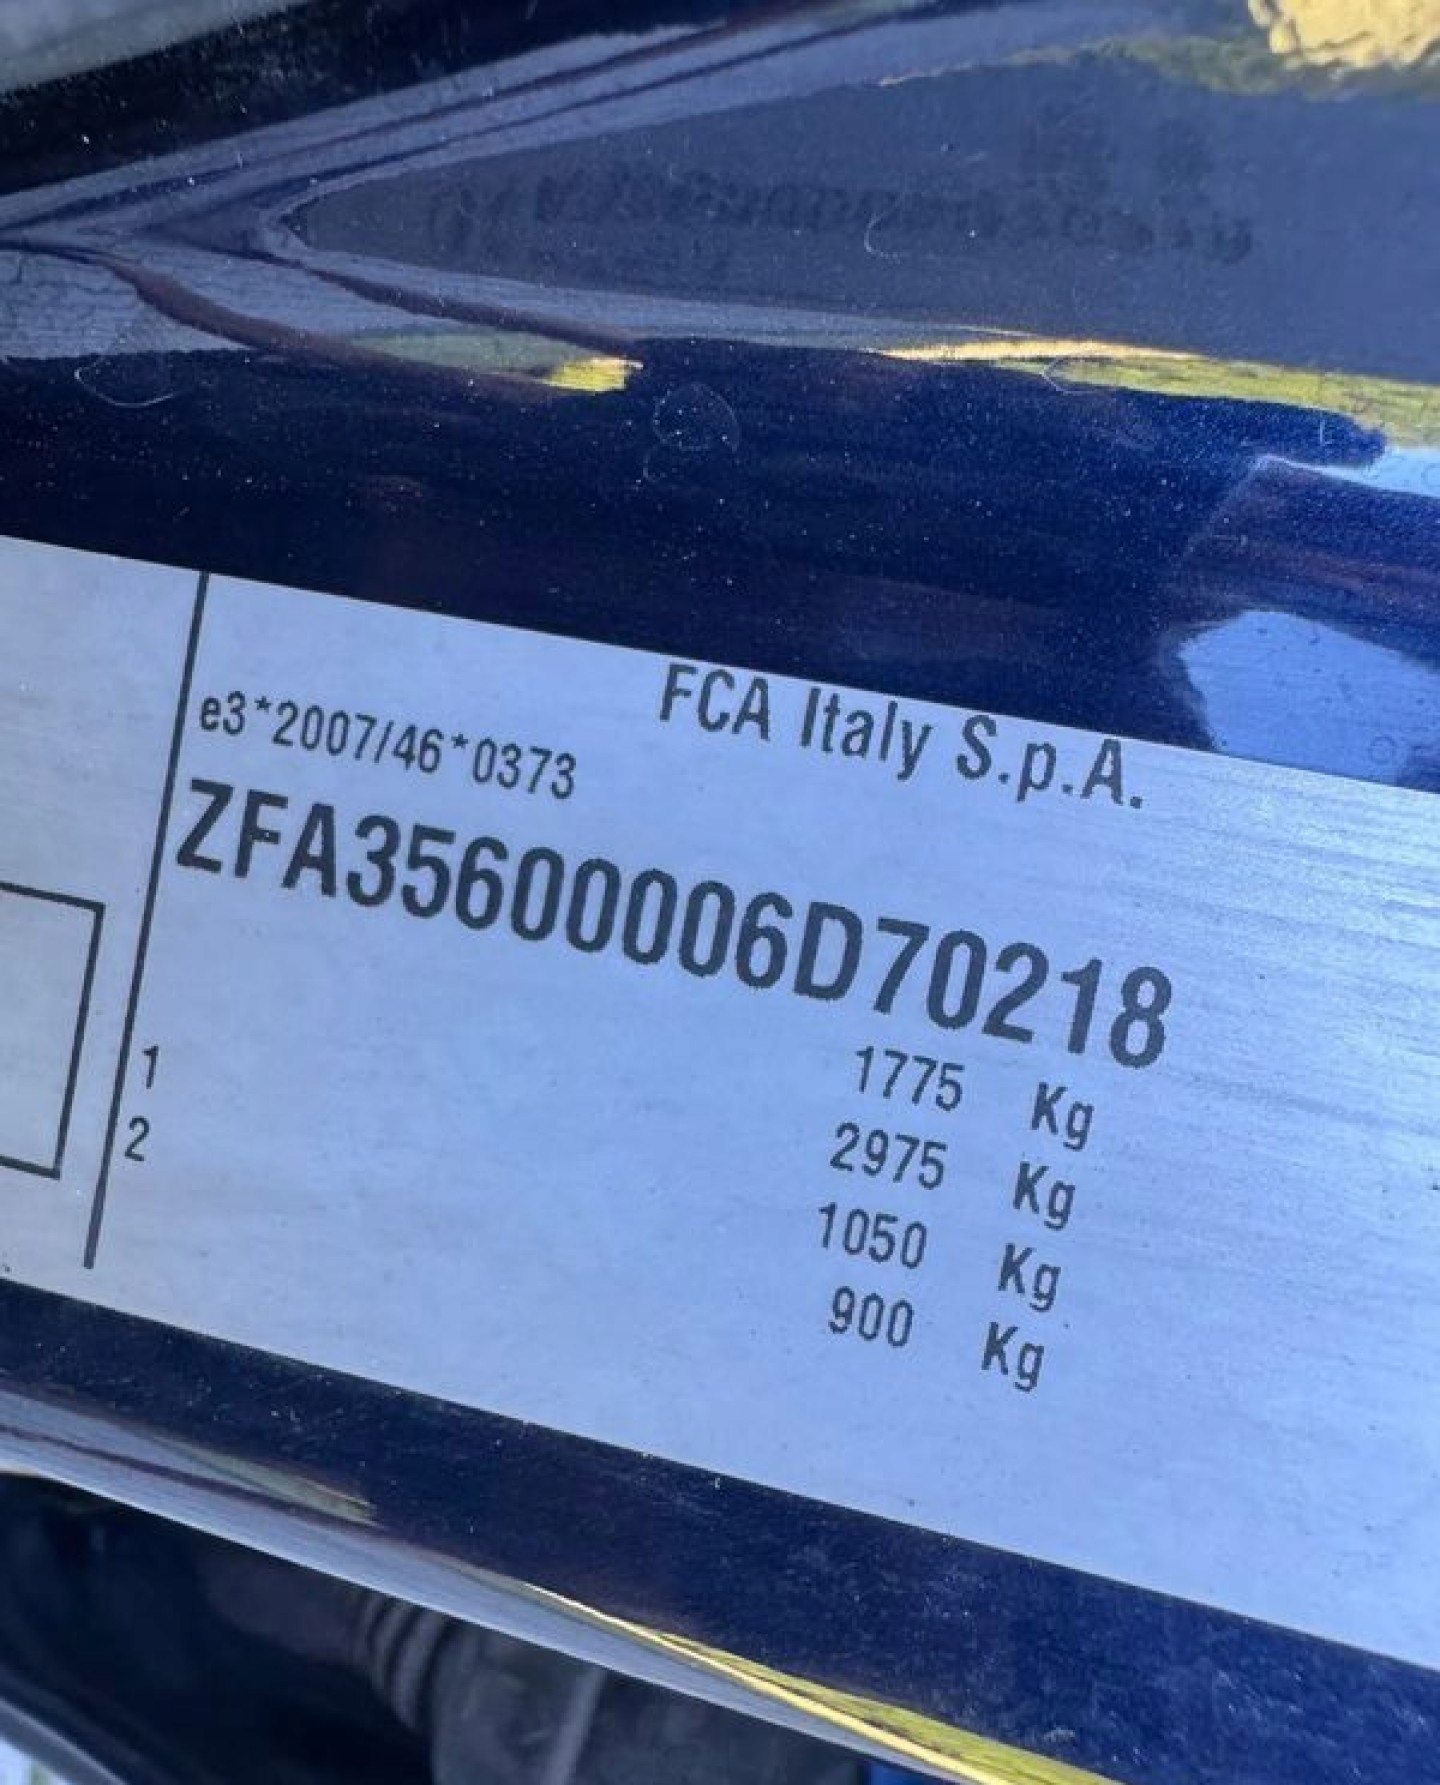 FCA Italy S.p.A.
e3*2007/46*0373
ZFA35600006D70218
1775 Kg
2975 Kg
1 1050 Kg
2 900 Kg